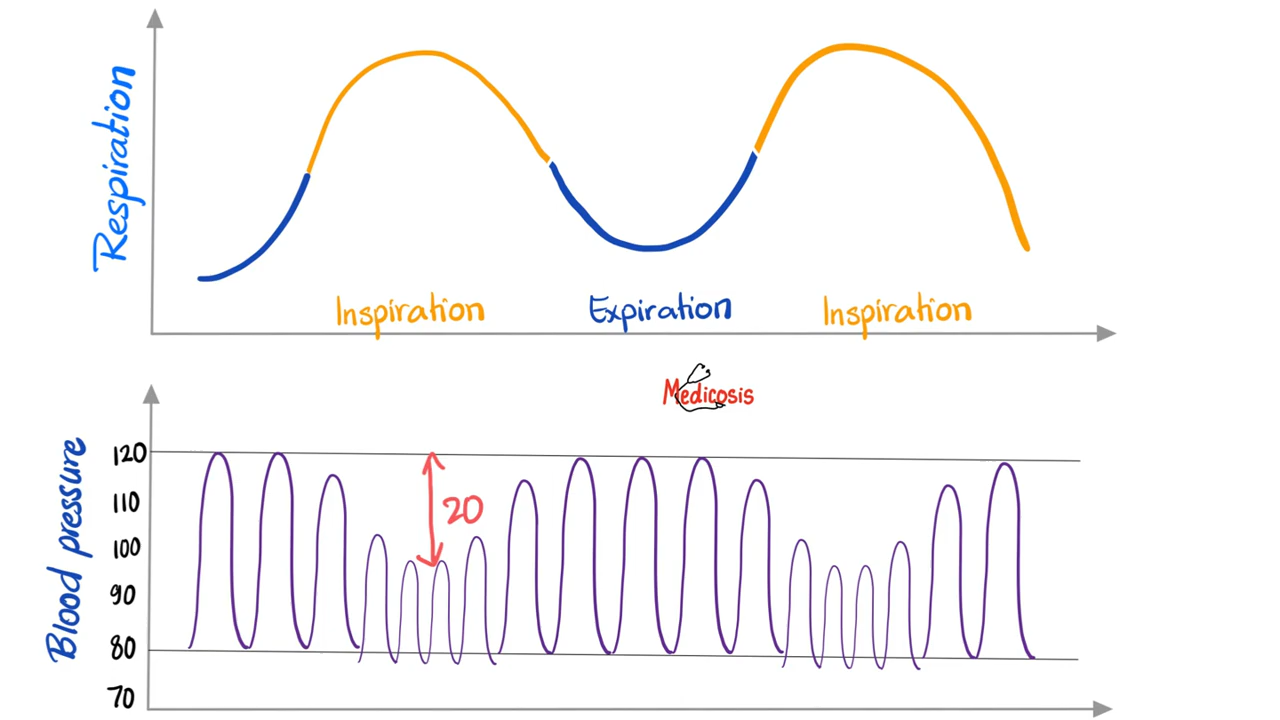 Respiration
Inspiration
Expiration
Inspiration
Medicosis
Blood pressure
120
110
100
90
80
70
20